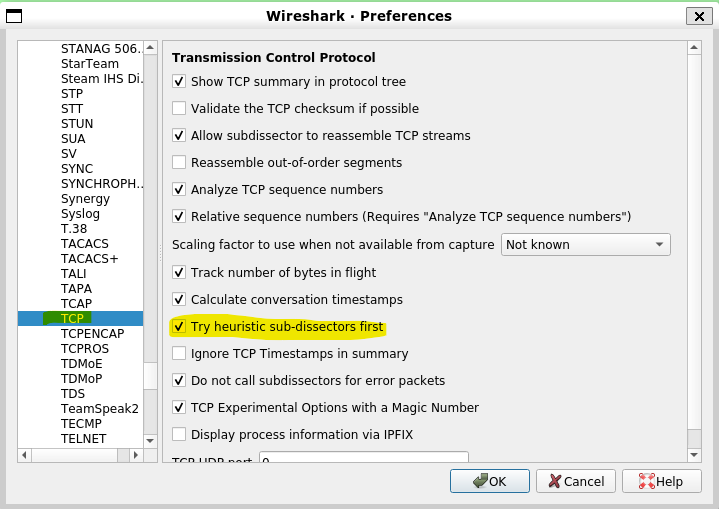 Wireshark · Preferences
STANAG 506...
StarTeam
Steam IHS Di...
STP
STT
STUN
SUA
SV
SYNC
SYNCHROPH...
Synergy
Syslog
T.38
TACACS
TACACS+
TALI
TAPA
TCAP
TCP
TCPENCAP
TCPROS
TDMoE
TDMoP
TDS
TeamSpeak2
TECMP
TELNET
Transmission Control Protocol
Show TCP summary in protocol tree
Validate the TCP checksum if possible
Allow subdissector to reassemble TCP streams
Reassemble out-of-order segments
Analyze TCP sequence numbers
Relative sequence numbers (Requires "Analyze TCP sequence numbers")
Scaling factor to use when not available from capture Not known
Track number of bytes in flight
Calculate conversation timestamps
Try heuristic sub-dissectors first
Ignore TCP Timestamps in summary
Do not call subdissectors for error packets
TCP Experimental Options with a Magic Number
Display process information via IPFIX
TCP UDP port 0
OK Cancel Help